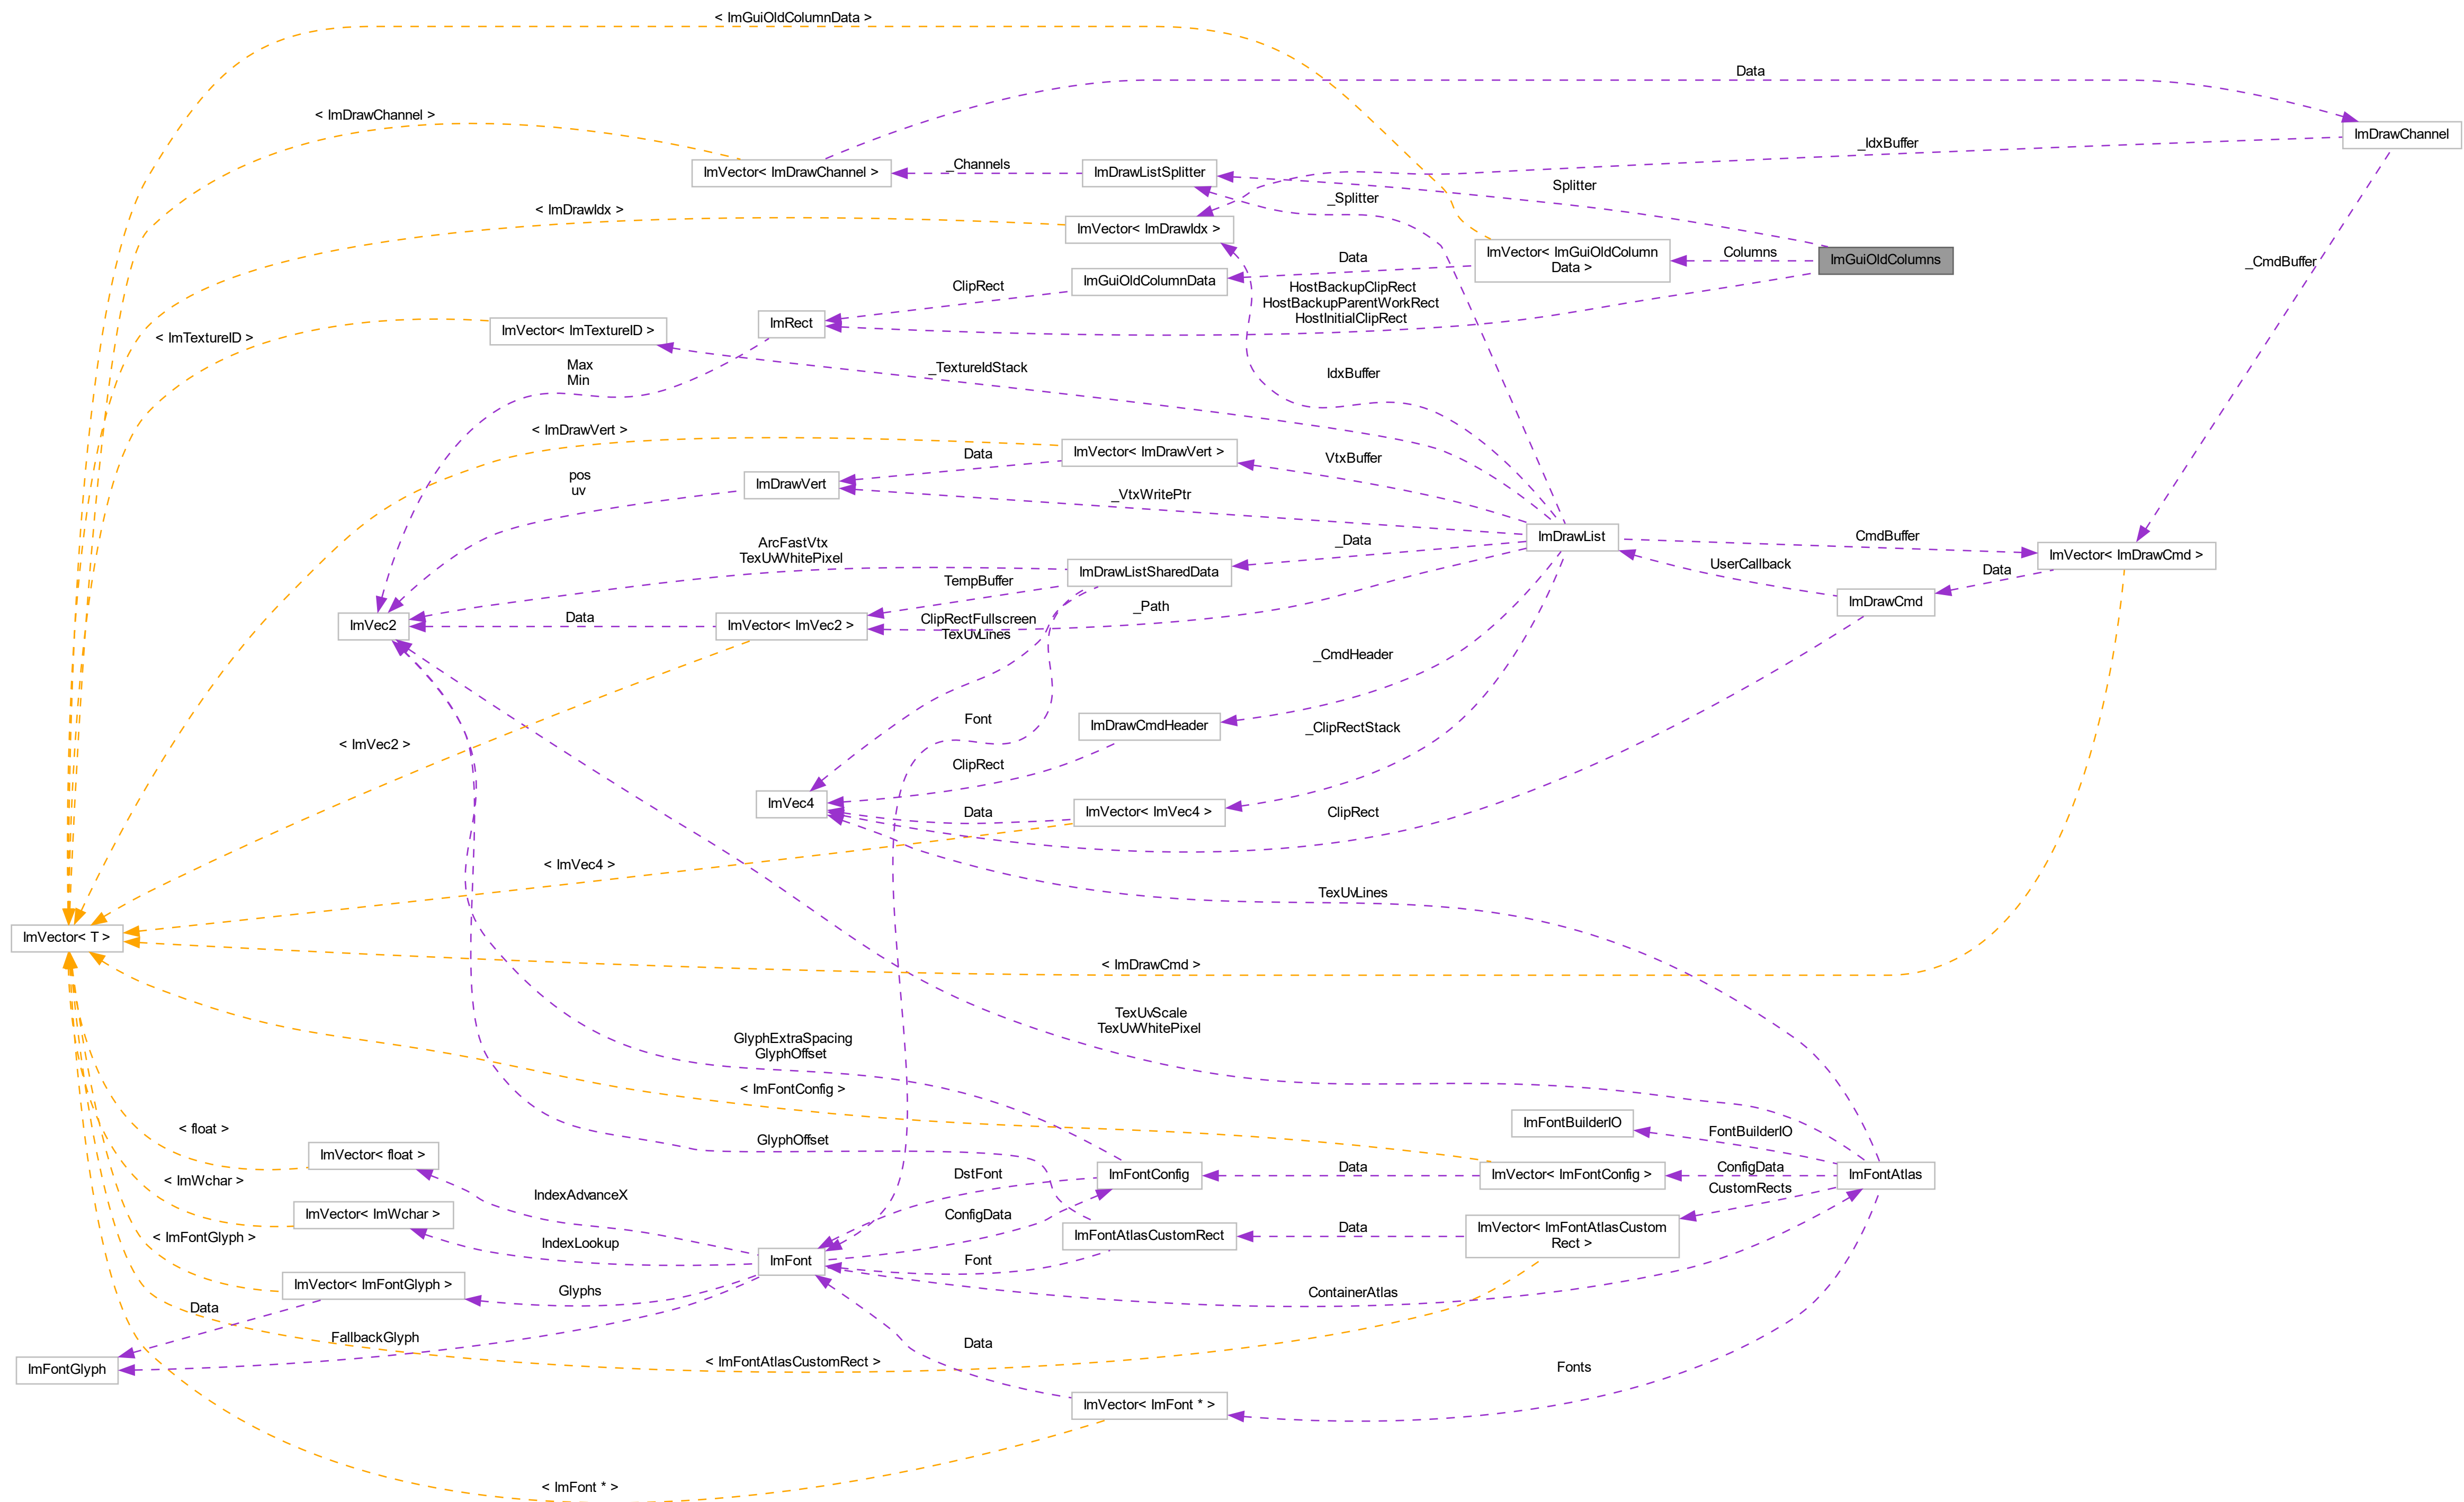 < ImGuiOldColumnData >
Data
< ImDrawChannel >
ImDrawChannel
_IdxBuffer
_Channels
ImVector< ImDrawChannel >
ImDrawListSplitter
Splitter
_Splitter
< ImDrawIdx >
ImVector< ImDrawIdx >
ImVector< ImGuiOldColumn
Data >
Columns
ImGuiOldColumns
Data
_CmdBuffer
ImGuiOldColumnData
ClipRect
HostBackupClipRect
HostBackupParentWorkRect
HostInitialClipRect
ImRect
ImVector< ImTextureID >
< ImTextureID >
Max
Min
_TextureIdStack
IdxBuffer
< ImDrawVert >
ImVector< ImDrawVert >
Data
VtxBuffer
pos
uv
ImDrawVert
_VtxWritePtr
ImDrawList
CmdBuffer
ArcFastVtx
TexUvWhitePixel
_Data
ImVector< ImDrawCmd >
UserCallback
Data
ImDrawListSharedData
TempBuffer
ImDrawCmd
_Path
ImVec2
Data
ImVector< ImVec2 >
ClipRectFullscreen
TexUvLines
_CmdHeader
Font
ImDrawCmdHeader
_ClipRectStack
< ImVec2 >
ClipRect
ImVec4
Data
ImVector< ImVec4 >
ClipRect
< ImVec4 >
TexUvLines
ImVector< T >
< ImDrawCmd >
TexUvScale
TexUvWhitePixel
GlyphExtraSpacing
GlyphOffset
< ImFontConfig >
ImFontBuilderIO
FontBuilderIO
< float >
ImVector< float >
GlyphOffset
DstFont
ImFontConfig
Data
ImVector< ImFontConfig >
ConfigData
ImFontAtlas
CustomRects
< ImWchar >
IndexAdvanceX
ImVector< ImWchar >
ConfigData
Data
ImVector< ImFontAtlasCustom
Rect >
ImFontAtlasCustomRect
< ImFontGlyph >
IndexLookup
ImFont
Font
ImVector< ImFontGlyph >
Glyphs
ContainerAtlas
Data
FallbackGlyph
Data
ImFontGlyph
< ImFontAtlasCustomRect >
Fonts
ImVector< ImFont * >
< ImFont * >